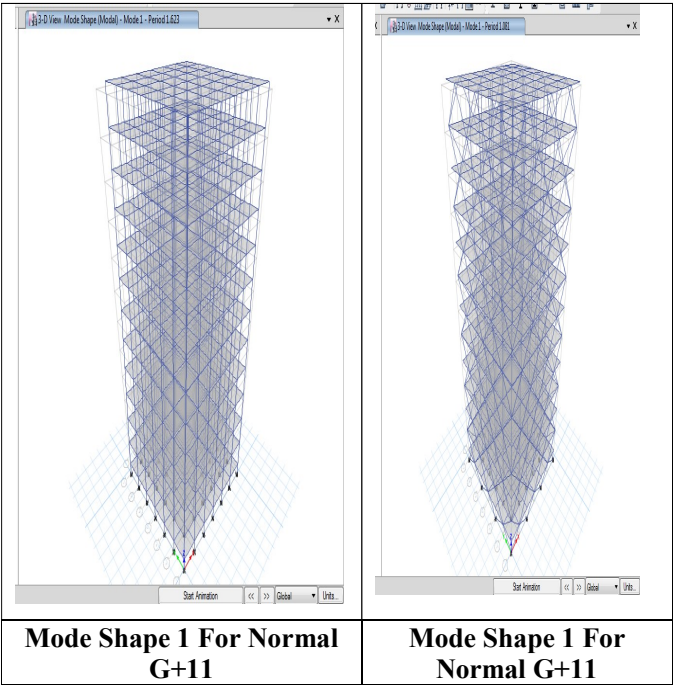 3-D View Mode Shape (Modal) - Mode 1 - Period 1.623
X
Start Animation << >> Global Units...
Mode Shape 1 For Normal
G+11
3-D View Mode Shape (Modal) - Mode 1 - Period 1.081
X
Start Animation << >> Global Units...
Mode Shape 1 For
Normal G+11